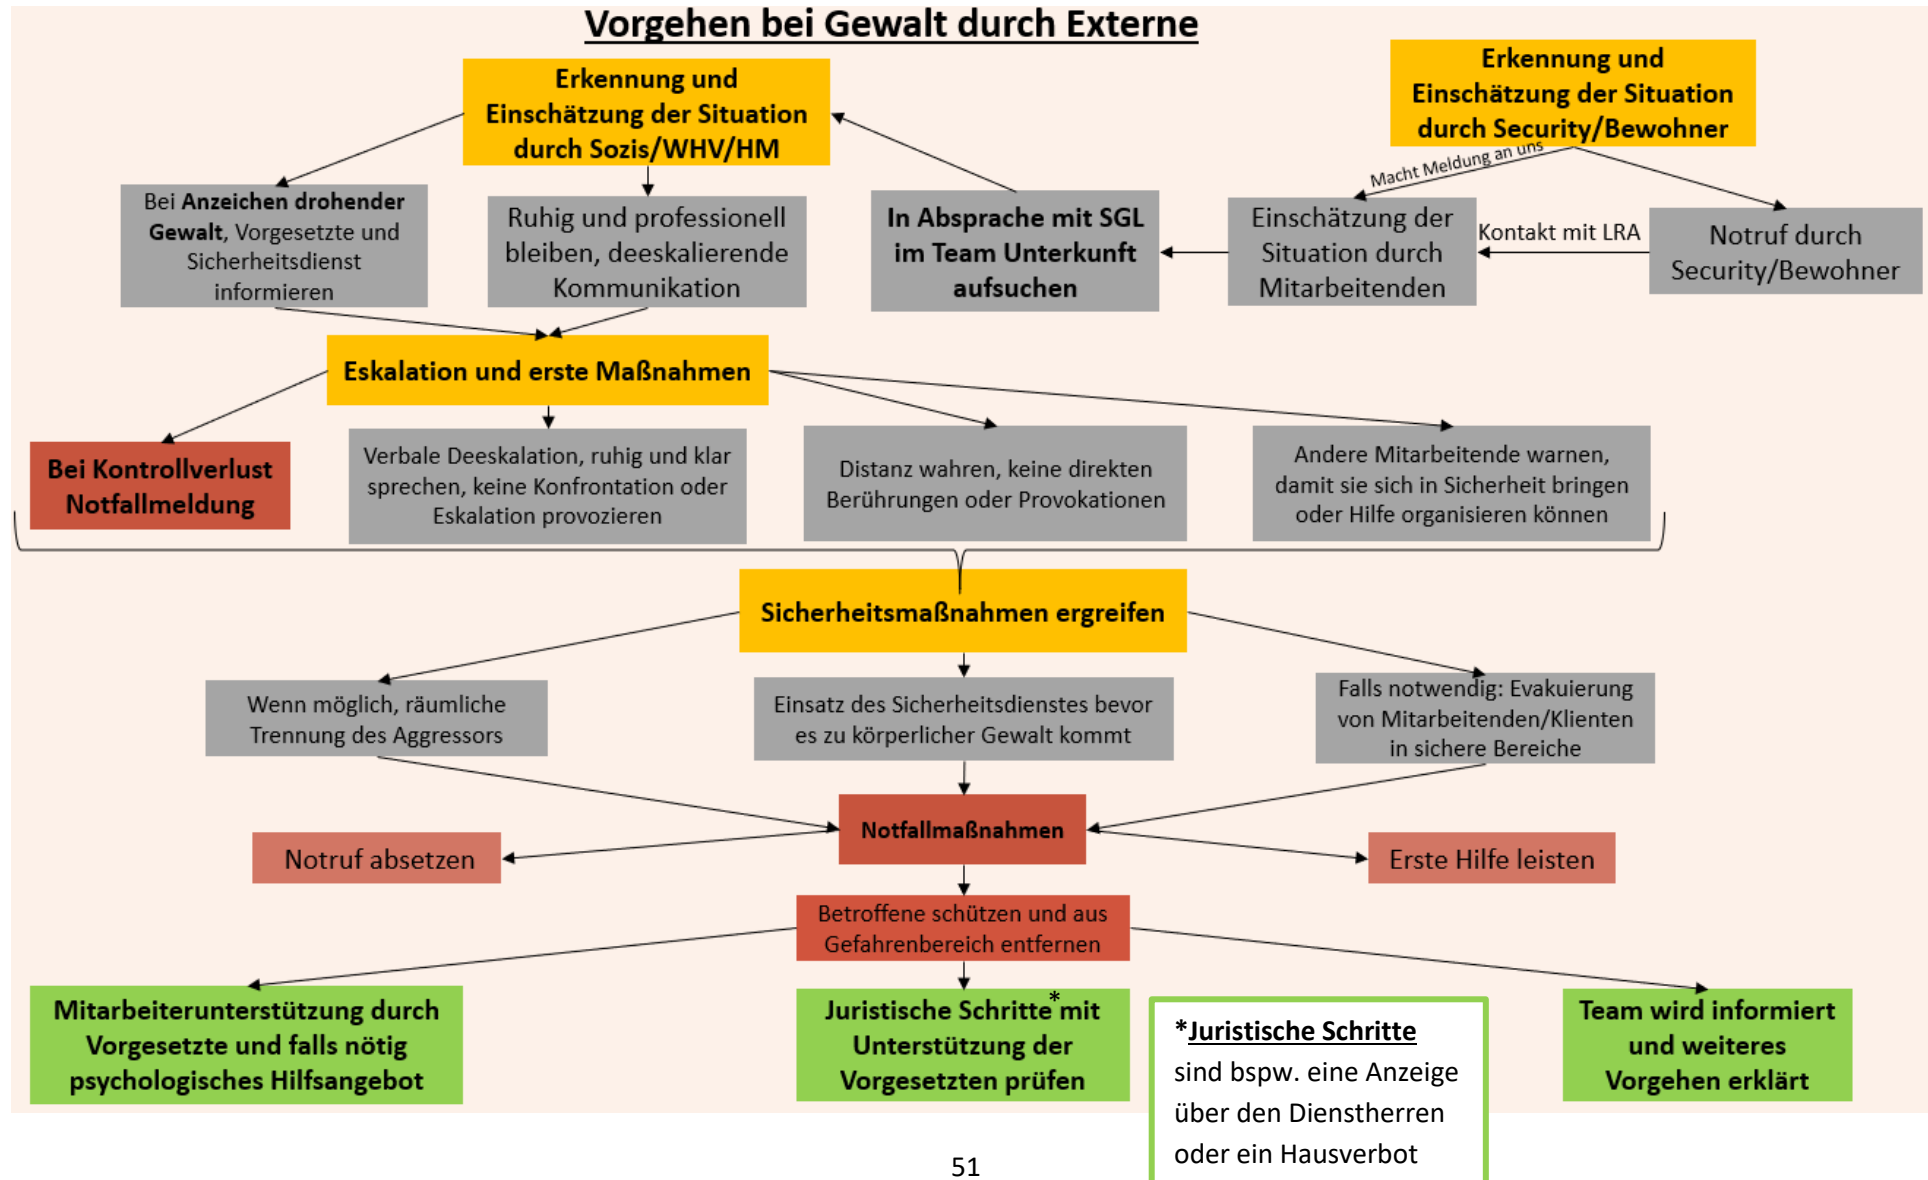 Vorgehen bei Gewalt durch Externe
Erkennung und
Einschätzung der Situation
durch Sozis/WHV/HM
Erkennung und
Einschätzung der Situation
durch Security/Bewohner
Macht Meldung an uns
Bei Anzeichen drohender
Gewalt, Vorgesetzte und
Sicherheitsdienst
informieren
Ruhig und professionell
bleiben, deeskalierende
Kommunikation
In Absprache mit SGL
im Team Unterkunft
aufsuchen
Einschätzung der
Situation durch
Mitarbeitenden
Kontakt mit LRA
Notruf durch
Security/Bewohner
Eskalation und erste Maßnahmen
Bei Kontrollverlust
Notfallmeldung
Verbale Deeskalation, ruhig und klar
sprechen, keine Konfrontation oder
Eskalation provozieren
Distanz wahren, keine direkten
Berührungen oder Provokationen
Andere Mitarbeitende warnen,
damit sie sich in Sicherheit bringen
oder Hilfe organisieren können
Sicherheitsmaßnahmen ergreifen
Wenn möglich, räumliche
Trennung des Aggressors
Einsatz des Sicherheitsdienstes bevor
es zu körperlicher Gewalt kommt
Falls notwendig: Evakuierung
von Mitarbeitenden/Klienten
in sichere Bereiche
Notfallmaßnahmen
Notruf absetzen
Erste Hilfe leisten
Betroffene schützen und aus
Gefahrenbereich entfernen
Mitarbeiterunterstützung durch
Vorgesetzte und falls nötig
psychologisches Hilfsangebot
Juristische Schritte* mit
Unterstützung der
Vorgesetzten prüfen
*Juristische Schritte
sind bspw. eine Anzeige
über den Dienstherren
oder ein Hausverbot
Team wird informiert
und weiteres
Vorgehen erklärt
51